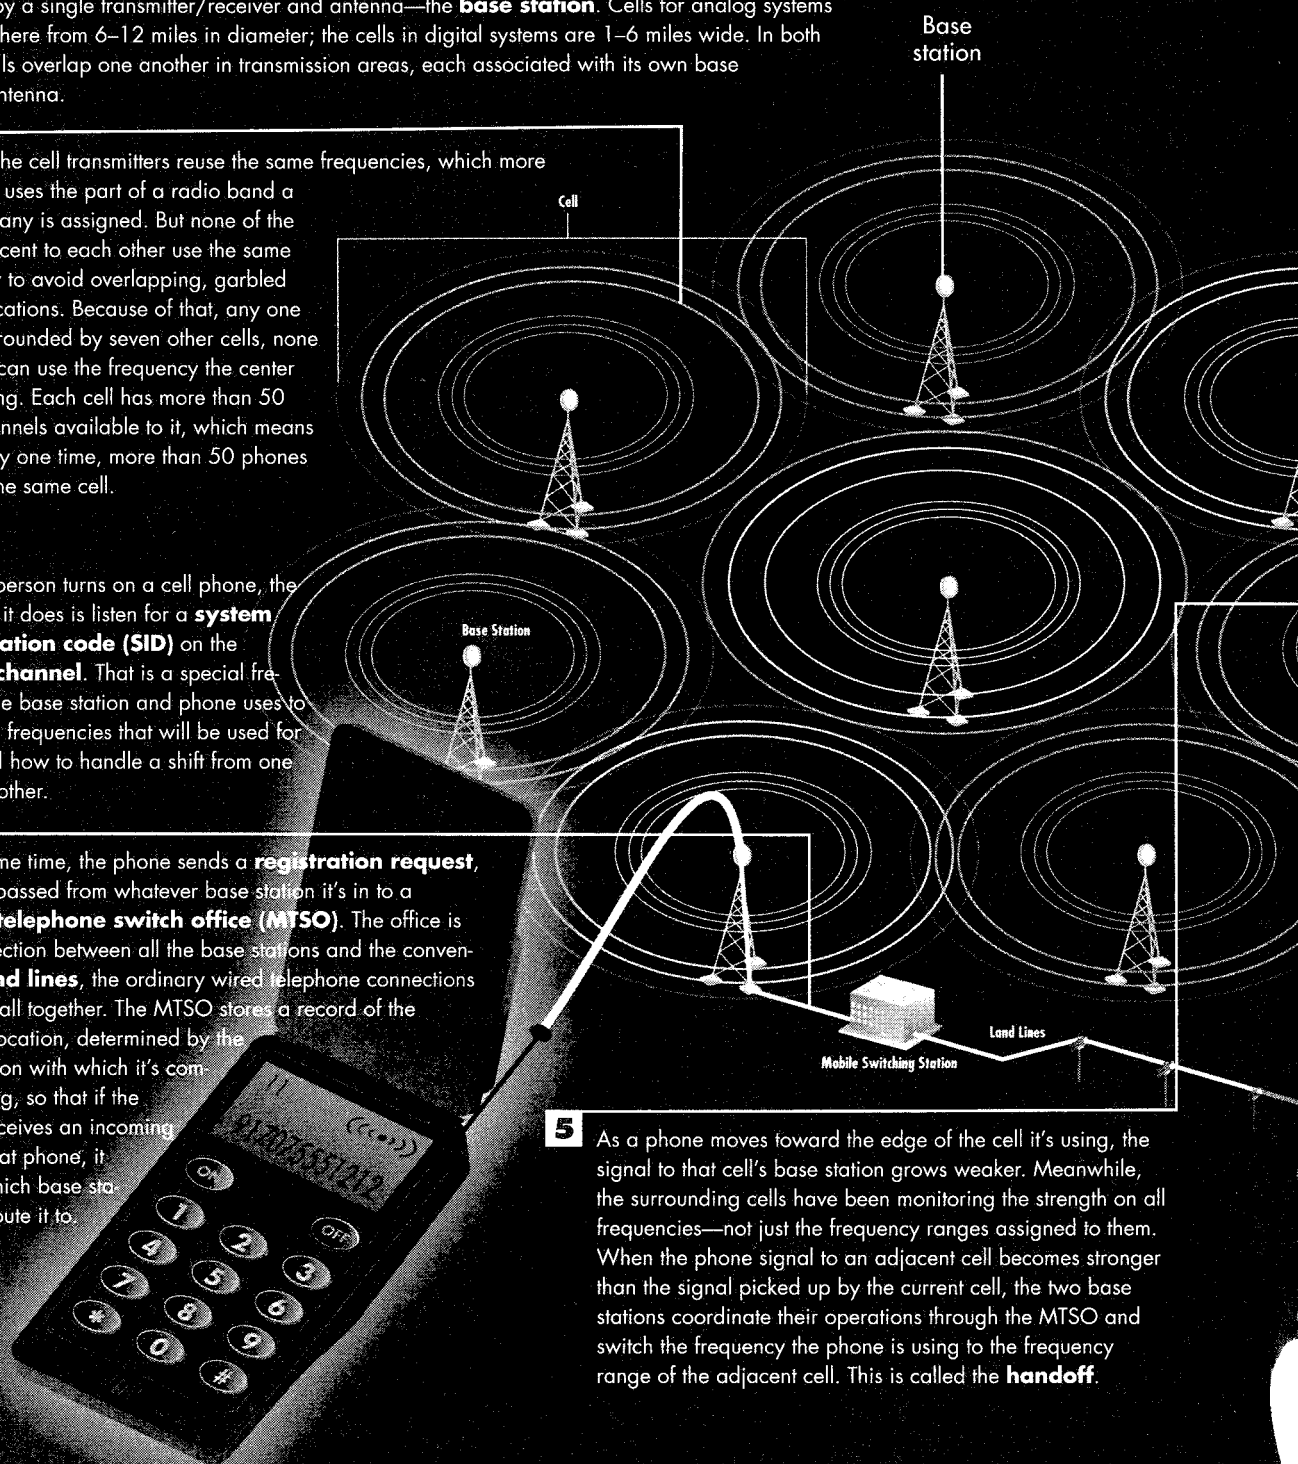 by a single transmitter/receiver and antenna—the base station. Cells for analog systems
here from 6–12 miles in diameter; the cells in digital systems are 1–6 miles wide. In both
ls overlap one another in transmission areas, each associated with its own base
ntenna.
Base
station
he cell transmitters reuse the same frequencies, which more
uses the part of a radio band a
any is assigned. But none of the
cent to each other use the same
to avoid overlapping, garbled
cations. Because of that, any one
rounded by seven other cells, none
can use the frequency the center
ng. Each cell has more than 50
nnels available to it, which means
y one time, more than 50 phones
he same cell.
Cell
person turns on a cell phone, the
it does is listen for a system
ation code (SID) on the
channel. That is a special fre-
e base station and phone uses to
frequencies that will be used for
how to handle a shift from one
other.
Base Station
me time, the phone sends a registration request,
passed from whatever base station it's in to a
telephone switch office (MTSO). The office is
ection between all the base stations and the conven-
nd lines, the ordinary wired telephone connections
all together. The MTSO stores a record of the
ocation, determined by the
on with which it's com-
g, so that if the
ceives an incoming
at phone, it
hich base sta-
oute it to.
Mobile Switching Station
Land Lines
ON
OFF
1
2
3
4
5
6
7
8
9
*
0
#
5
As a phone moves toward the edge of the cell it's using, the
signal to that cell's base station grows weaker. Meanwhile,
the surrounding cells have been monitoring the strength on all
frequencies—not just the frequency ranges assigned to them.
When the phone signal to an adjacent cell becomes stronger
than the signal picked up by the current cell, the two base
stations coordinate their operations through the MTSO and
switch the frequency the phone is using to the frequency
range of the adjacent cell. This is called the handoff.